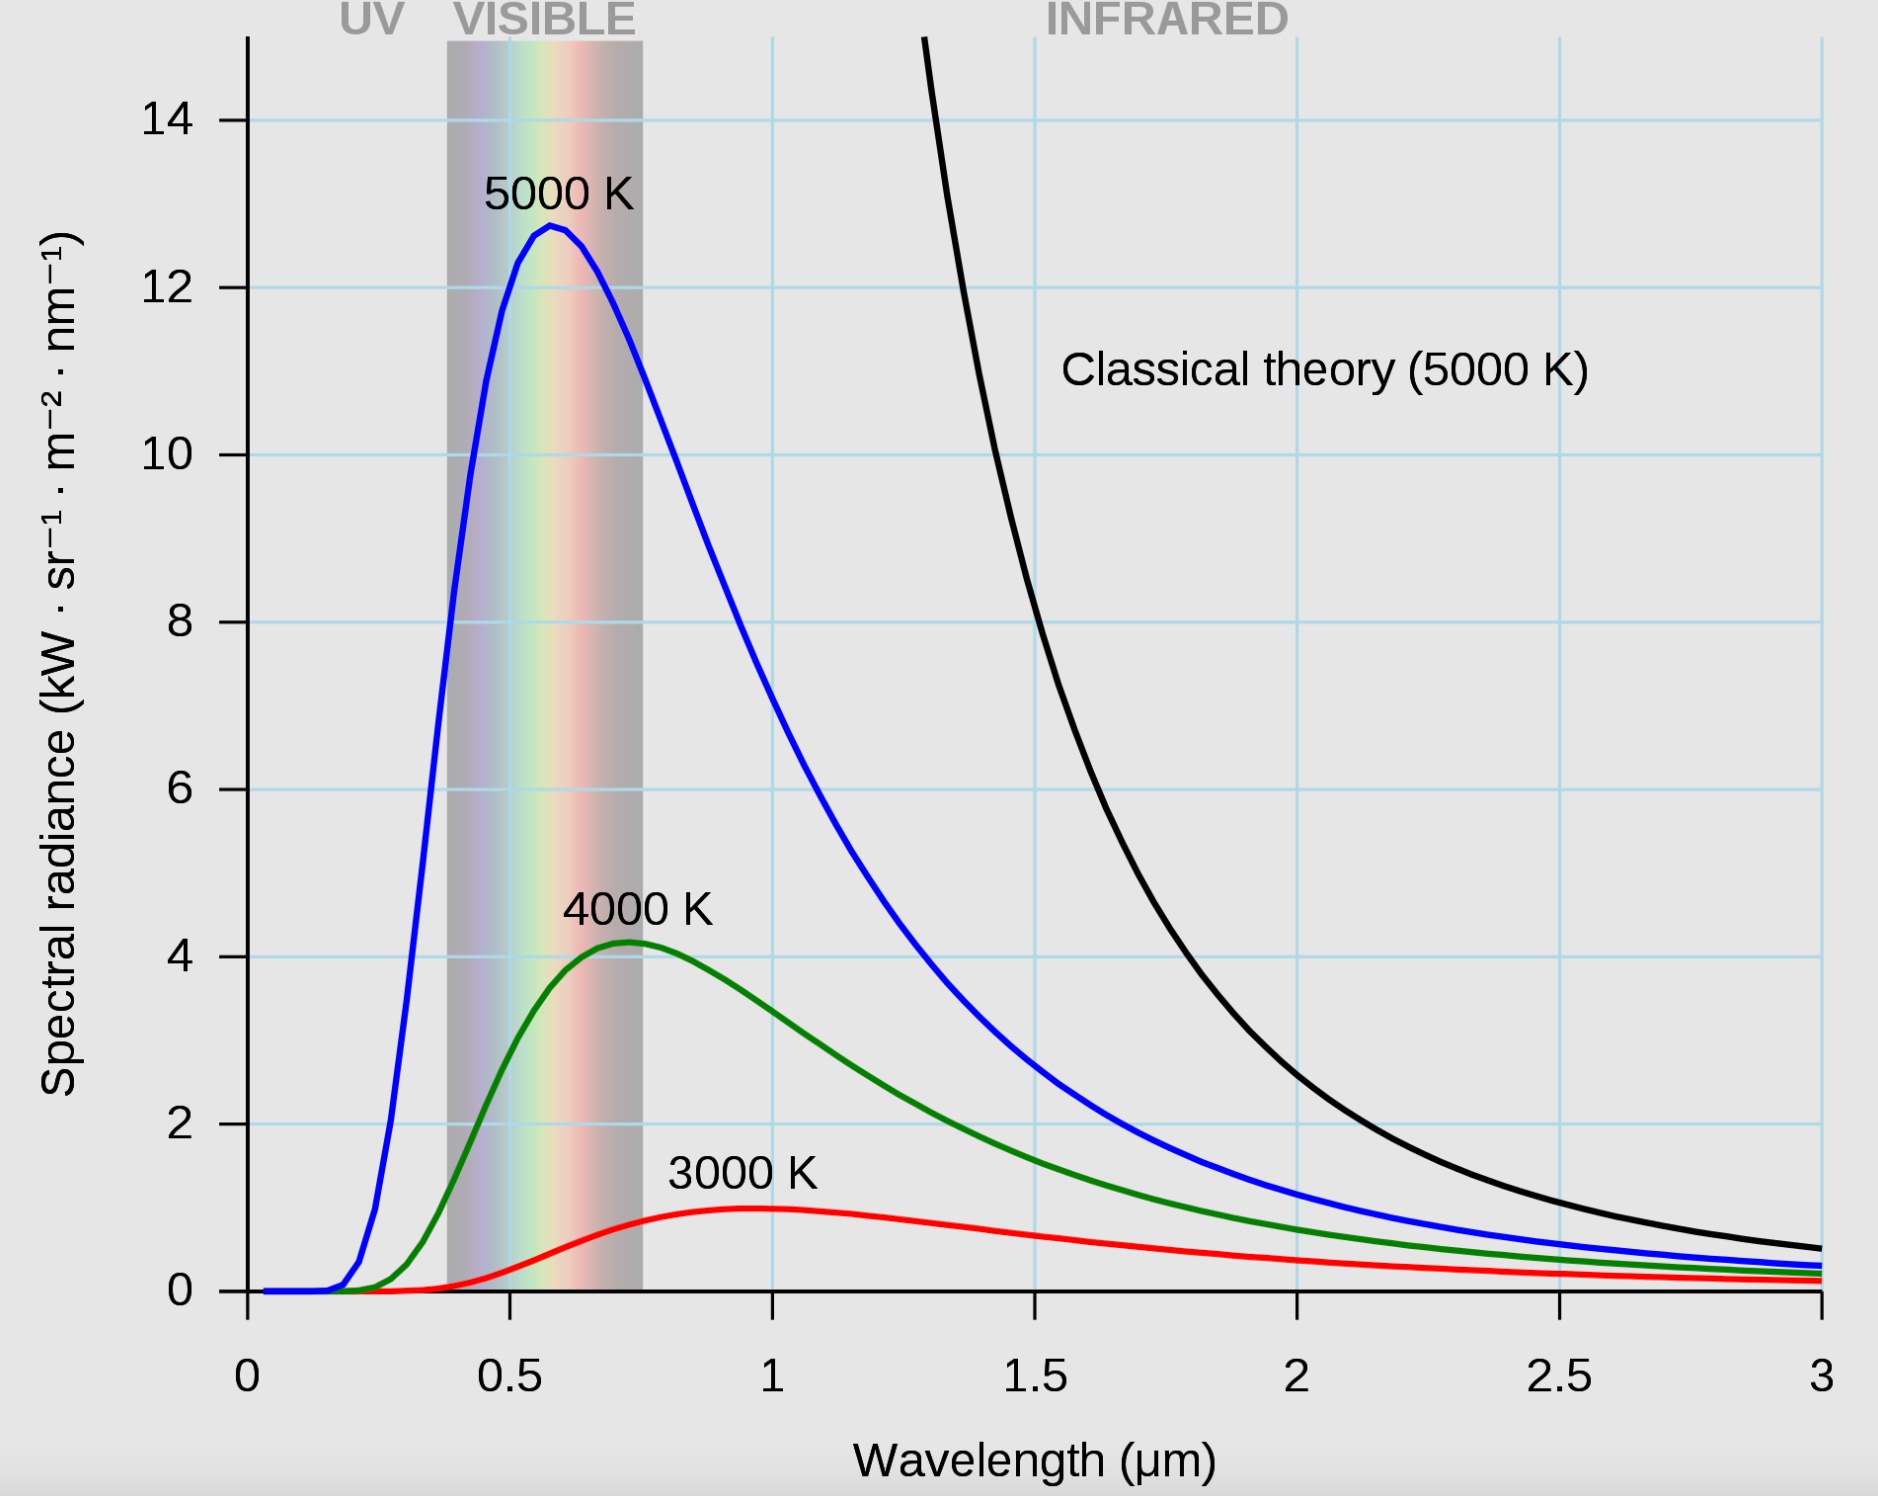 UV VISIBLE INFRARED
14
5000 K
12
Classical theory (5000 K)
10
8
6
4000 K
4
2
3000 K
0
0 0.5 1 1.5 2 2.5 3
Wavelength (µm)
Spectral radiance (kW · sr⁻¹ · m⁻² · nm⁻¹)